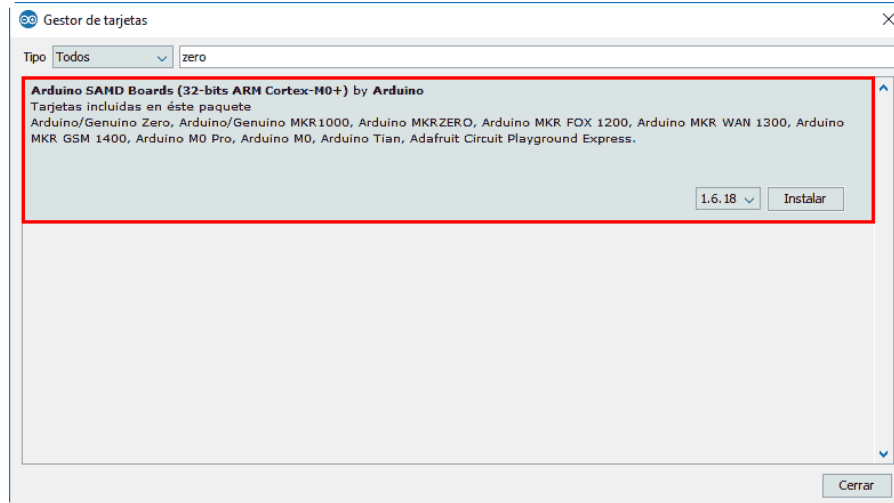 Gestor de tarjetas
Tipo Todos zero
Arduino SAMD Boards (32-bits ARM Cortex-M0+) by Arduino
Tarjetas incluidas en éste paquete
Arduino/Genuino Zero, Arduino/Genuino MKR1000, Arduino MKRZERO, Arduino MKR FOX 1200, Arduino MKR WAN 1300, Arduino
MKR GSM 1400, Arduino M0 Pro, Arduino M0, Arduino Tian, Adafruit Circuit Playground Express.
1.6.18 Instalar
Cerrar